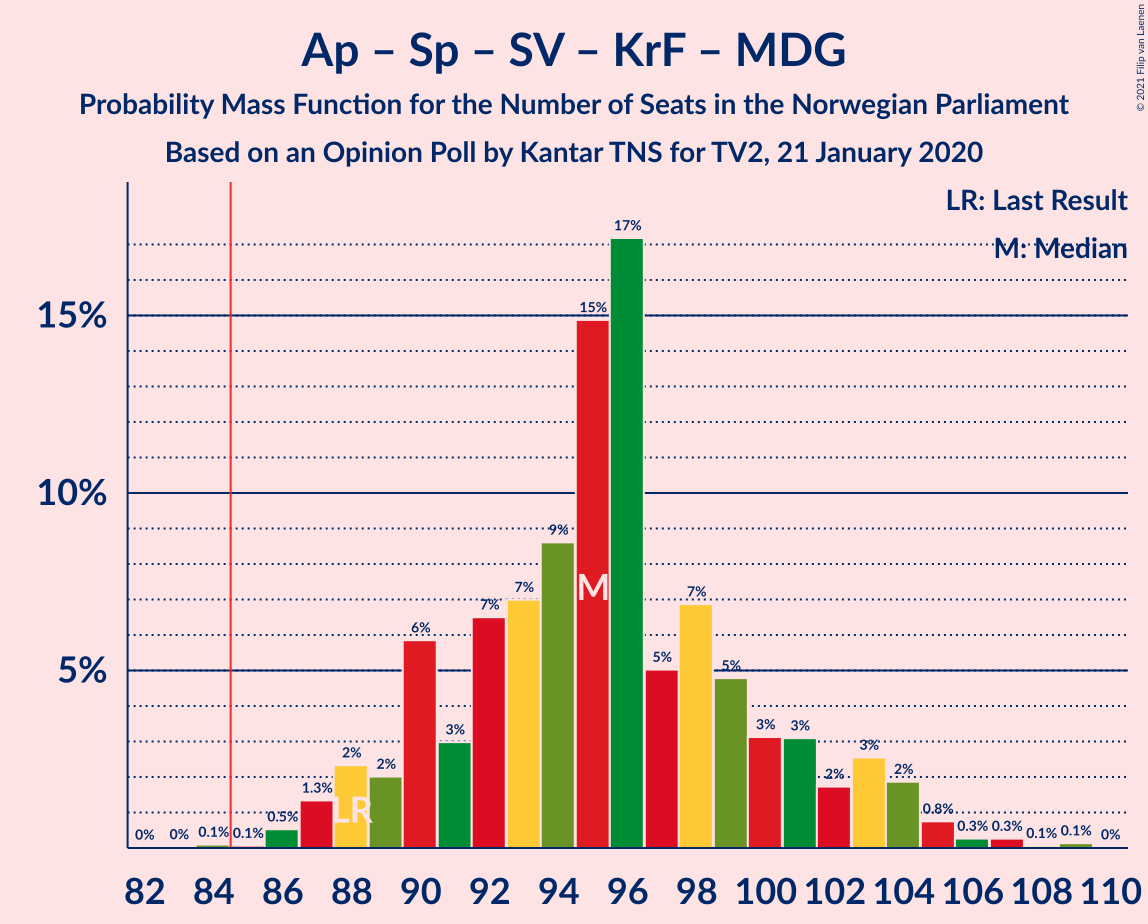 Ap – Sp – SV – KrF – MDG
Probability Mass Function for the Number of Seats in the Norwegian Parliament
Based on an Opinion Poll by Kantar TNS for TV2, 21 January 2020
© 2021 Filip van Laenen
LR: Last Result
M: Median
15%
10%
5%
0% 0% 0.1% 0.1% 0.5% 1.3% 2% 2% 6% 3% 7% 7% 9% 15% 17% 5% 7% 5% 3% 3% 2% 3% 2% 0.8% 0.3% 0.3% 0.1% 0.1% 0%
M
LR
82 84 86 88 90 92 94 96 98 100 102 104 106 108 110